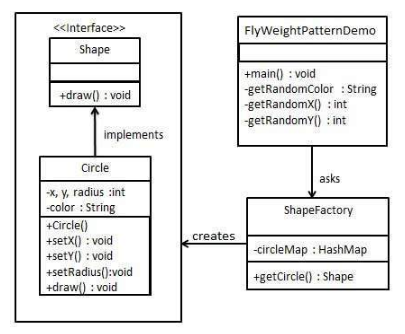 <<Interface>>
Shape
+draw() : void
implements
Circle
-x, y, radius :int
-color : String
+Circle()
+setX() : void
+setY() : void
+setRadius():void
+draw() : void
FlyWeightPatternDemo
+main() : void
-getRandomColor : String
-getRandomX() : int
-getRandomY() : int
asks
ShapeFactory
-circleMap : HashMap
+getCircle() : Shape
creates